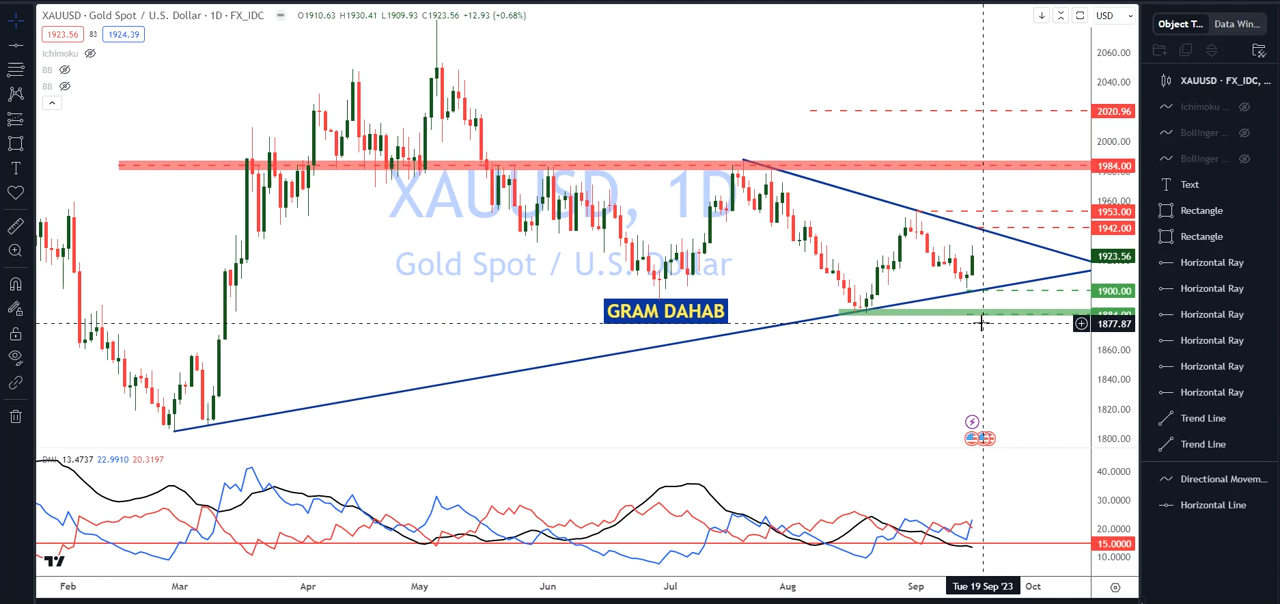 XAUUSD · Gold Spot / U.S. Dollar · 1D · FX_IDC O1910.63 H1930.41 L1909.93 C1923.56 +12.93 (+0.68%)
USD
Object T... Data Win...
1923.56 83 1924.39
Ichimoku
BB
BB
XAUUSD · FX_IDC, ...
Ichimoku ...
Bollinger ...
Bollinger ...
Text
Rectangle
Rectangle
Horizontal Ray
Horizontal Ray
Horizontal Ray
Horizontal Ray
Horizontal Ray
Horizontal Ray
Trend Line
Trend Line
Directional Movem...
Horizontal Line
2060.00
2040.00
2020.96
2000.00
1984.00
1960.00
1953.00
1942.00
1923.56
1900.00
1884.00
1877.87
1860.00
1840.00
1820.00
1800.00
XAUUSD, 1D
Gold Spot / U.S. Dollar
GRAM DAHAB
DMI 13.4737 22.9910 20.3197
40.0000
30.0000
20.0000
15.0000
10.0000
Feb Mar Apr May Jun Jul Aug Sep Tue 19 Sep '23 Oct